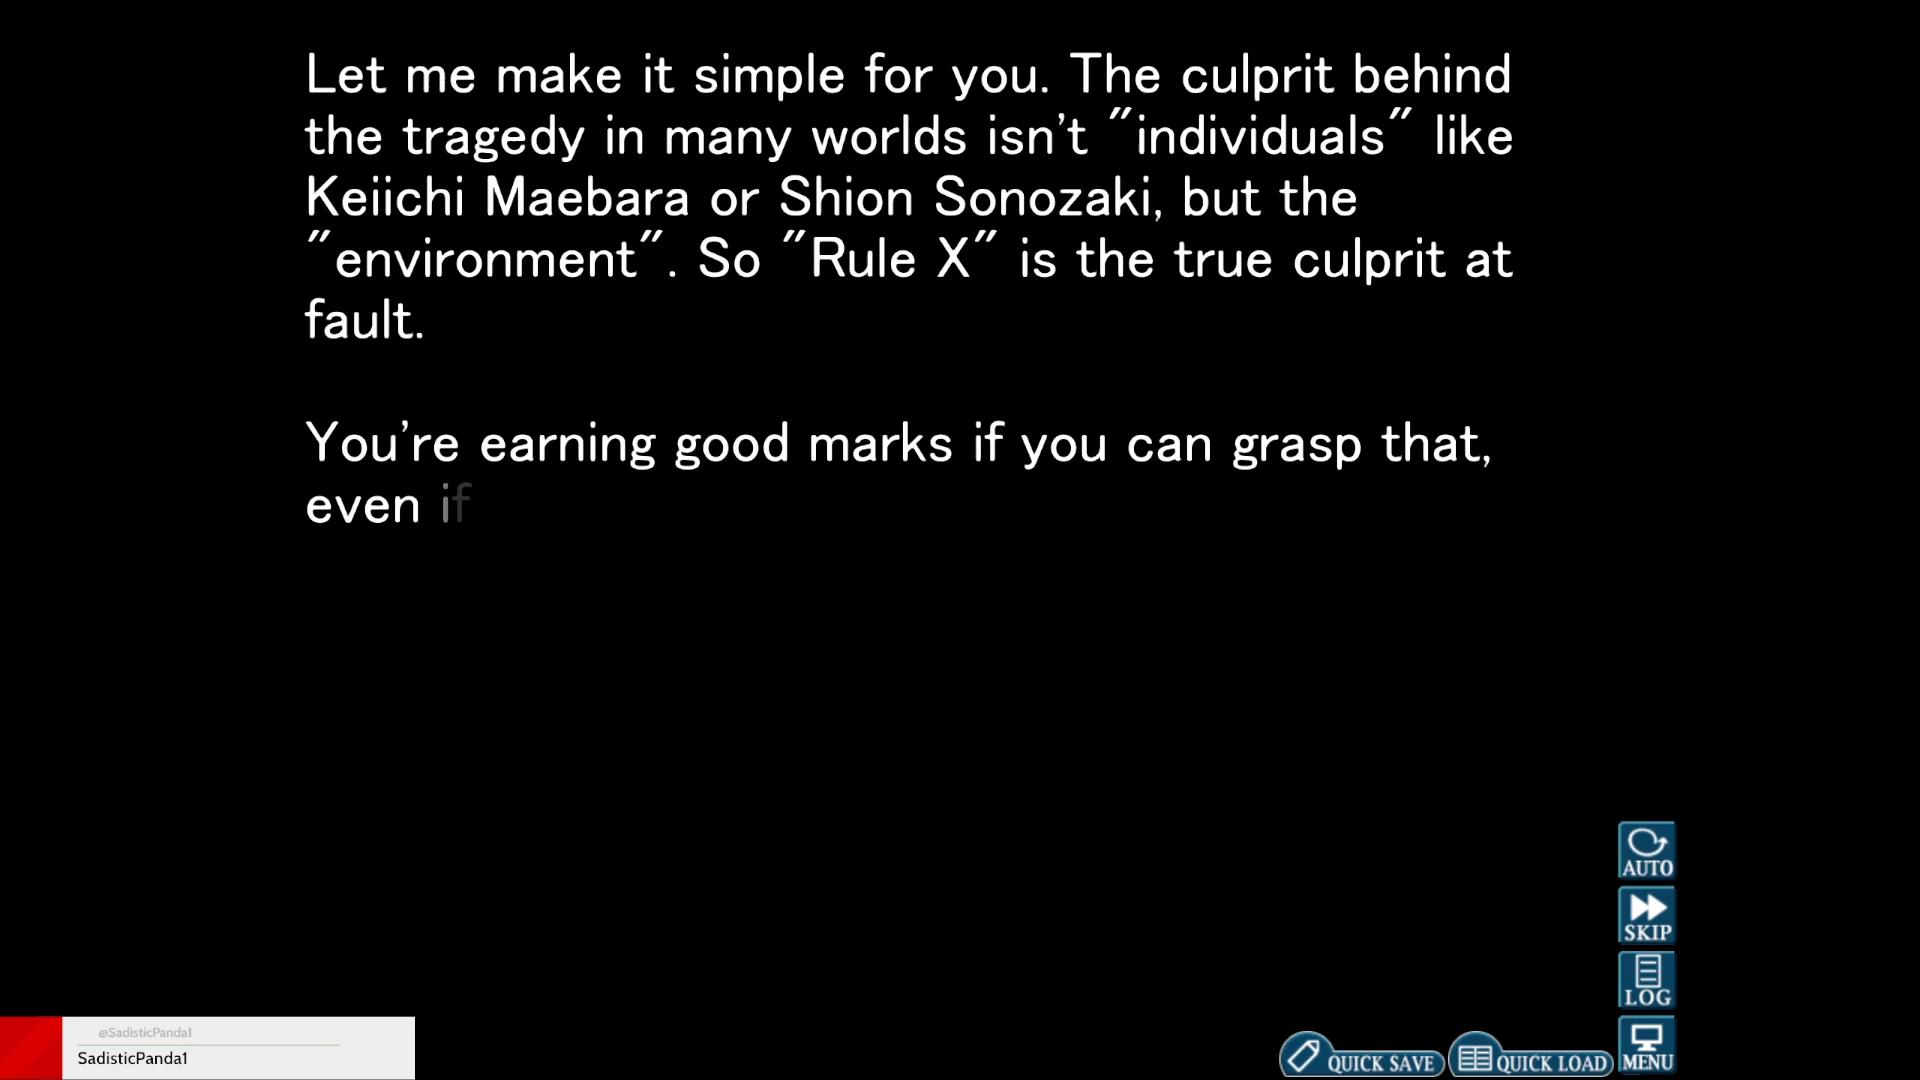 Let me make it simple for you. The culprit behind
the tragedy in many worlds isn't "individuals" like
Keiichi Maebara or Shion Sonozaki, but the
"environment". So "Rule X" is the true culprit at
fault.
You're earning good marks if you can grasp that,
even if
AUTO
SKIP
LOG
MENU
QUICK SAVE
QUICK LOAD
@SadisticPanda1
SadisticPanda1